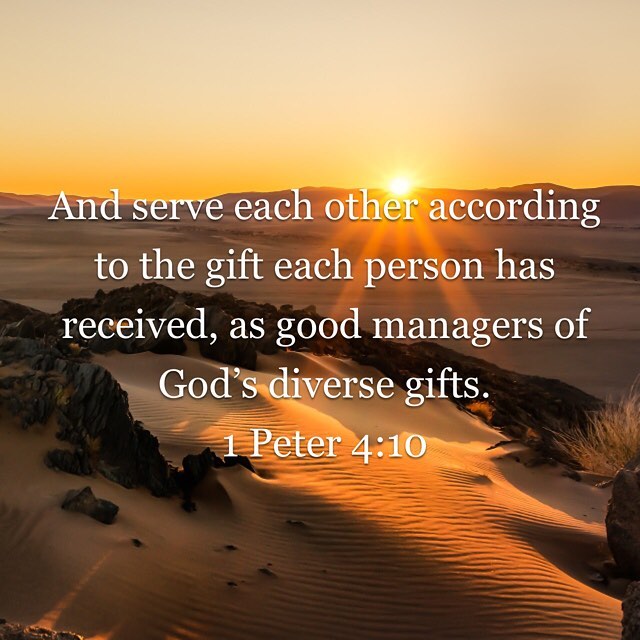 And serve each other according
to the gift each person has
received, as good managers of
God’s diverse gifts.
1 Peter 4:10